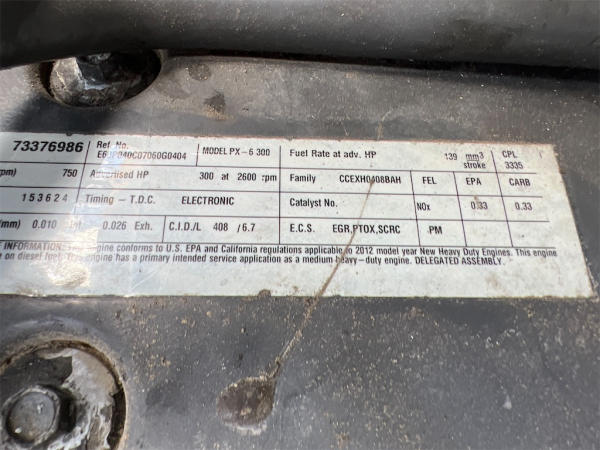 73376986 Ref. No. MODEL PX-6 300 Fuel Rate at adv. HP 139 mm3 stroke CPL 3335
rpm) 750 Advertised HP 300 at 2600 rpm Family CCEXH0408BAH FEL EPA CARB
153624 Timing - T.D.C. ELECTRONIC Catalyst No. NOx 0.33 0.33
(mm) 0.010 0.026 Exh. C.I.D/L 408 /6.7 E.C.S. EGR,PTOX,SCRC PM
engine conforms to U.S. EPA and California regulations applicable to 2012 model year New Heavy Duty Engines. This engine
on diesel fuel. This engine has a primary intended service application as a medium heavy-duty engine. DELEGATED ASSEMBLY.